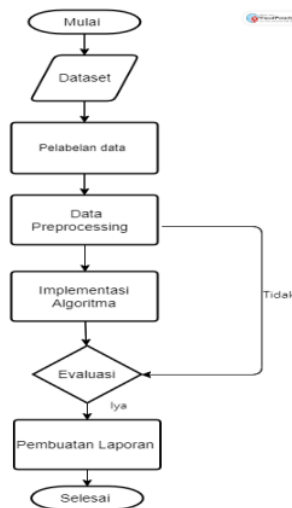 Mulai
Dataset
Pelabelan data
Data
Preprocessing
Implementasi
Algoritma
Tidak
Evaluasi
Iya
Pembuatan Laporan
Selesai